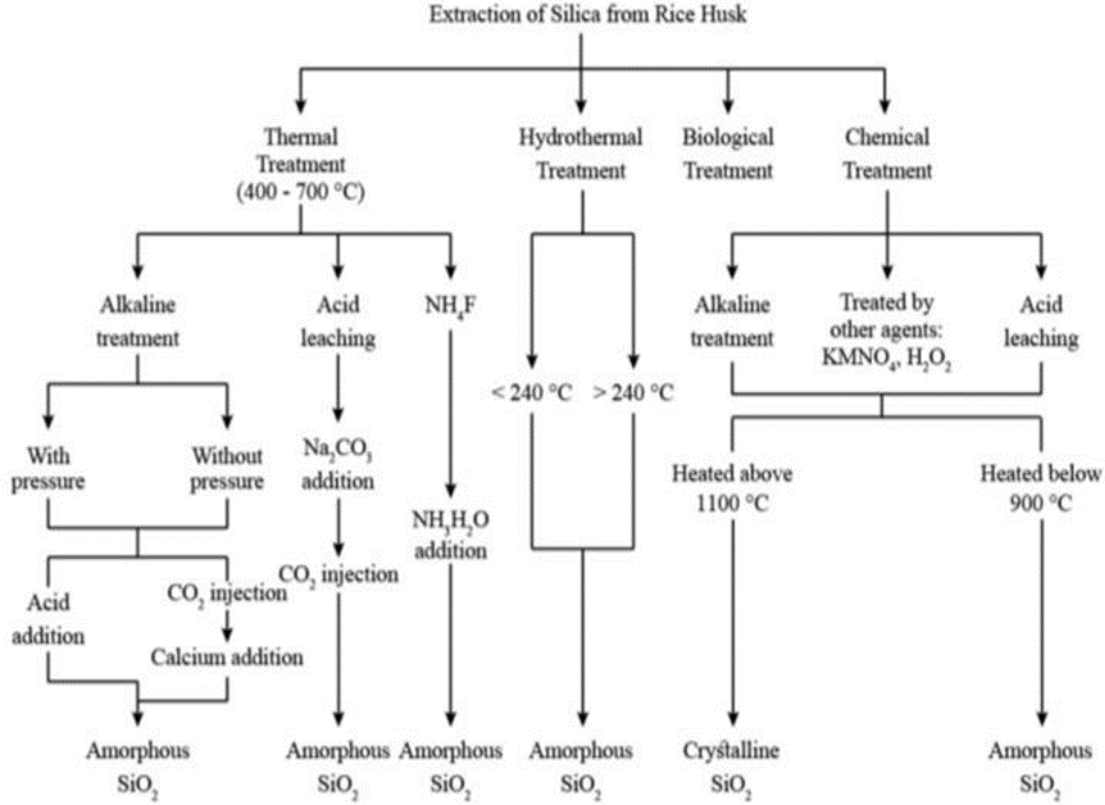 Extraction of Silica from Rice Husk
Thermal
Treatment
(400 - 700 °C)
Hydrothermal
Treatment
Biological
Treatment
Chemical
Treatment
Alkaline
treatment
Acid
leaching
NH₄F
Alkaline
treatment
Treated by
other agents:
KMNO₄, H₂O₂
Acid
leaching
< 240 °C
> 240 °C
With
pressure
Without
pressure
Na₂CO₃
addition
Heated above
1100 °C
Heated below
900 °C
NH₃H₂O
addition
CO₂ injection
Acid
addition
CO₂ injection
Calcium addition
Amorphous
SiO₂
Amorphous
SiO₂
Amorphous
SiO₂
Amorphous
SiO₂
Crystalline
SiO₂
Amorphous
SiO₂